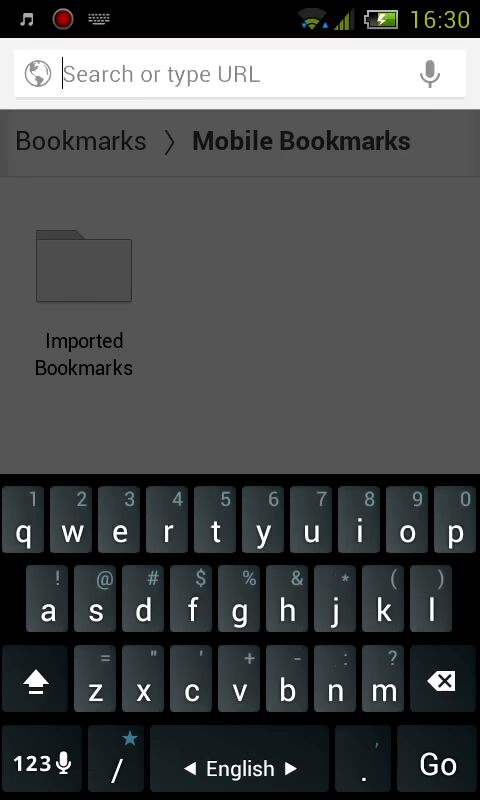 16:30
Search or type URL
Bookmarks > Mobile Bookmarks
Imported
Bookmarks
1 2 3 4 5 6 7 8 9 0
q w e r t y u i o p
! @ # $ % & * ( )
a s d f g h j k l
= " ' + - : ?
z x c v b n m
123 / ◄ English ► . , Go